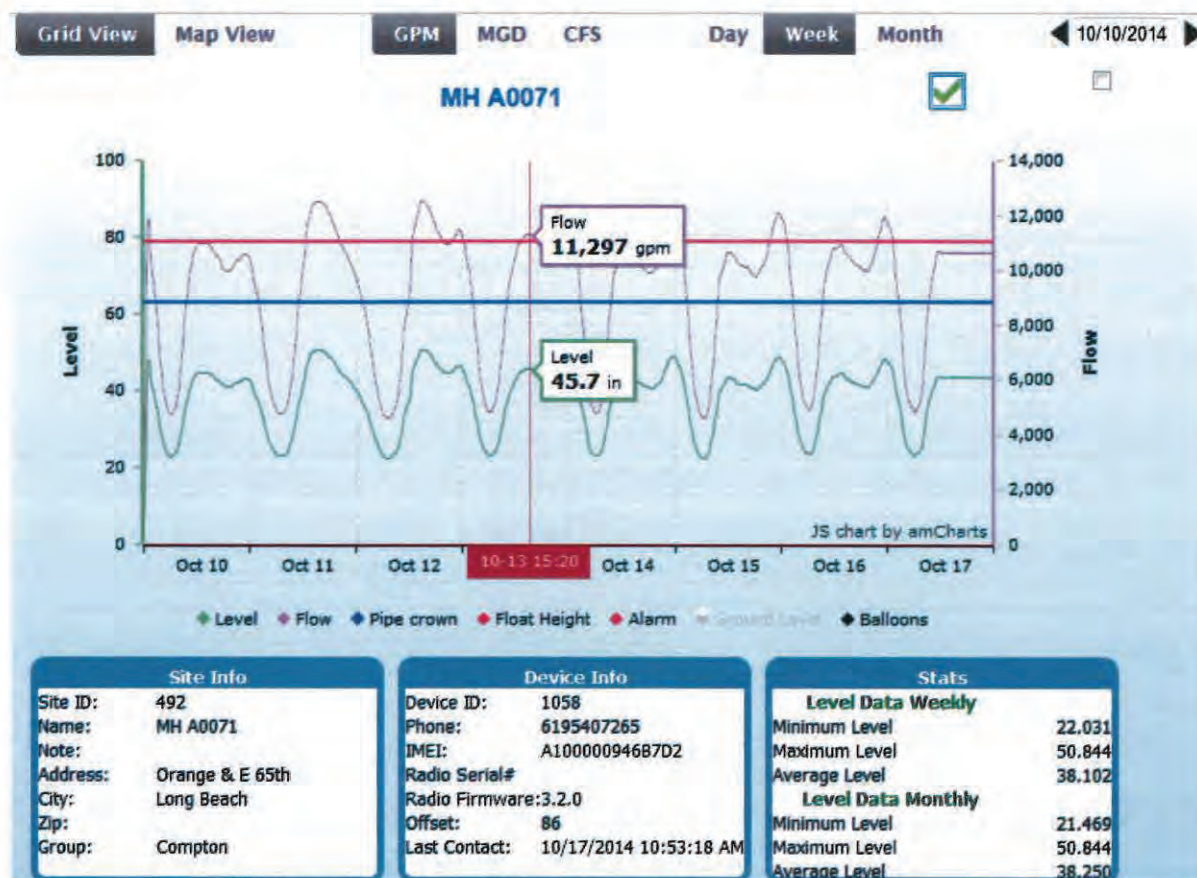 Grid View Map View GPM MGD CFS Day Week Month 10/10/2014
MH A0071
100 14,000
80 12,000
60 10,000
40 8,000
20 6,000
0 4,000
2,000
0
Level
Flow
Flow
11,297 gpm
Level
45.7 in
JS chart by amCharts
Oct 10 Oct 11 Oct 12 10-13 15:20 Oct 14 Oct 15 Oct 16 Oct 17
Level Flow Pipe crown Float Height Alarm Ground Level Balloons
Site Info
Site ID: 492
Name: MH A0071
Note:
Address: Orange & E 65th
City: Long Beach
Zip:
Group: Compton
Device Info
Device ID: 1058
Phone: 6195407265
IMEI: A100000946B7D2
Radio Serial#
Radio Firmware:3.2.0
Offset: 86
Last Contact: 10/17/2014 10:53:18 AM
Stats
Level Data Weekly
Minimum Level 22.031
Maximum Level 50.844
Average Level 38.102
Level Data Monthly
Minimum Level 21.469
Maximum Level 50.844
Average Level 38.250